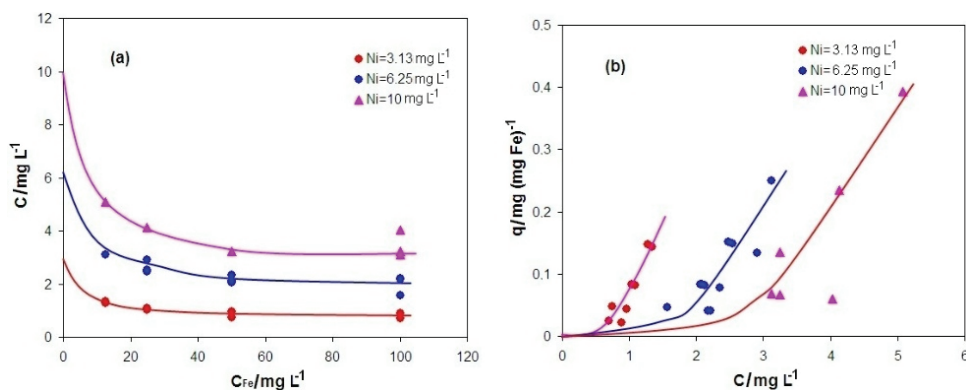 (a)
Ni=3.13 mg L-1
Ni=6.25 mg L-1
Ni=10 mg L-1
12
10
8
6
4
2
0
C/mg L-1
0 20 40 60 80 100 120
CFe/mg L-1
(b)
Ni=3.13 mg L-1
Ni=6.25 mg L-1
Ni=10 mg L-1
0.5
0.4
0.3
0.2
0.1
0
q/mg (mg Fe)-1
0 1 2 3 4 5 6
C/mg L-1